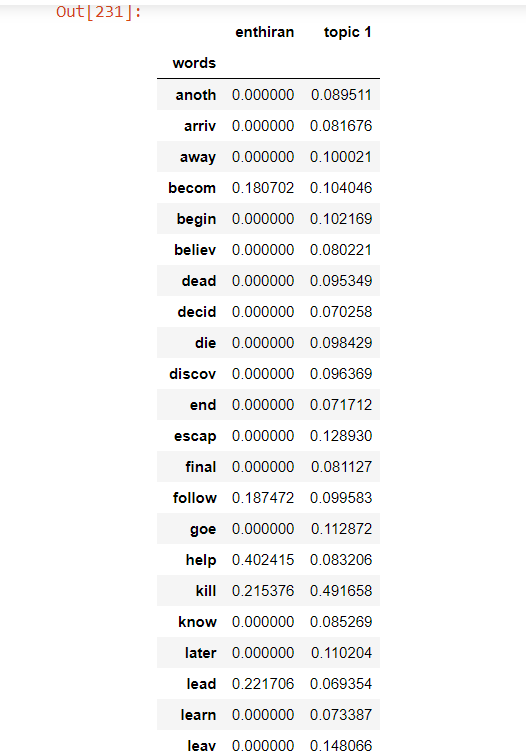 Out[231]:
enthiran topic 1
words
anoth 0.000000 0.089511
arriv 0.000000 0.081676
away 0.000000 0.100021
becom 0.180702 0.104046
begin 0.000000 0.102169
believ 0.000000 0.080221
dead 0.000000 0.095349
decid 0.000000 0.070258
die 0.000000 0.098429
discov 0.000000 0.096369
end 0.000000 0.071712
escap 0.000000 0.128930
final 0.000000 0.081127
follow 0.187472 0.099583
goe 0.000000 0.112872
help 0.402415 0.083206
kill 0.215376 0.491658
know 0.000000 0.085269
later 0.000000 0.110204
lead 0.221706 0.069354
learn 0.000000 0.073387
leav 0.000000 0.148066